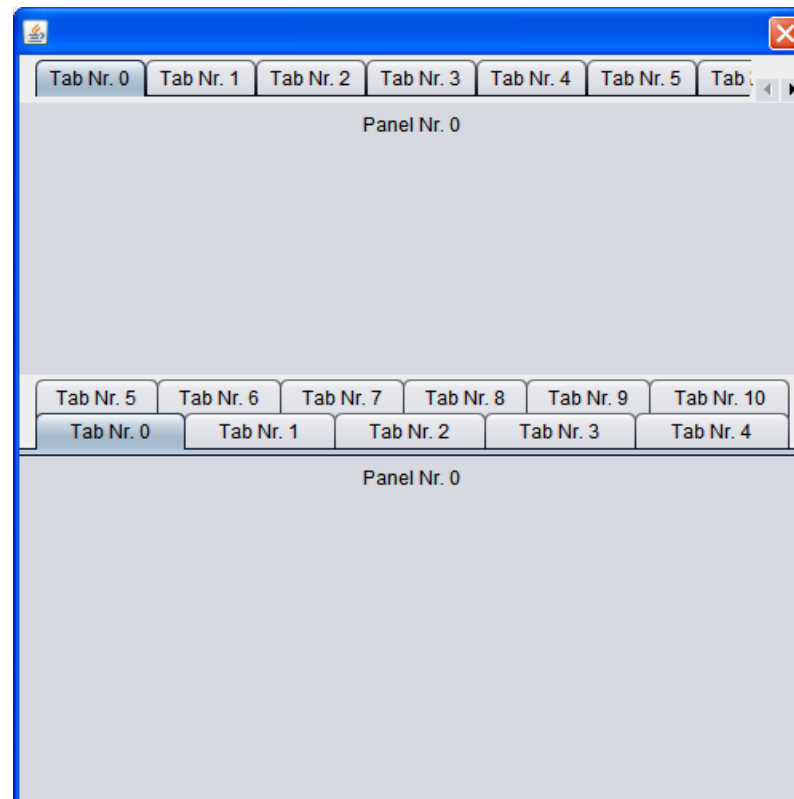 Tab Nr. 0 Tab Nr. 1 Tab Nr. 2 Tab Nr. 3 Tab Nr. 4 Tab Nr. 5 Tab
Panel Nr. 0
Tab Nr. 5 Tab Nr. 6 Tab Nr. 7 Tab Nr. 8 Tab Nr. 9 Tab Nr. 10
Tab Nr. 0 Tab Nr. 1 Tab Nr. 2 Tab Nr. 3 Tab Nr. 4
Panel Nr. 0